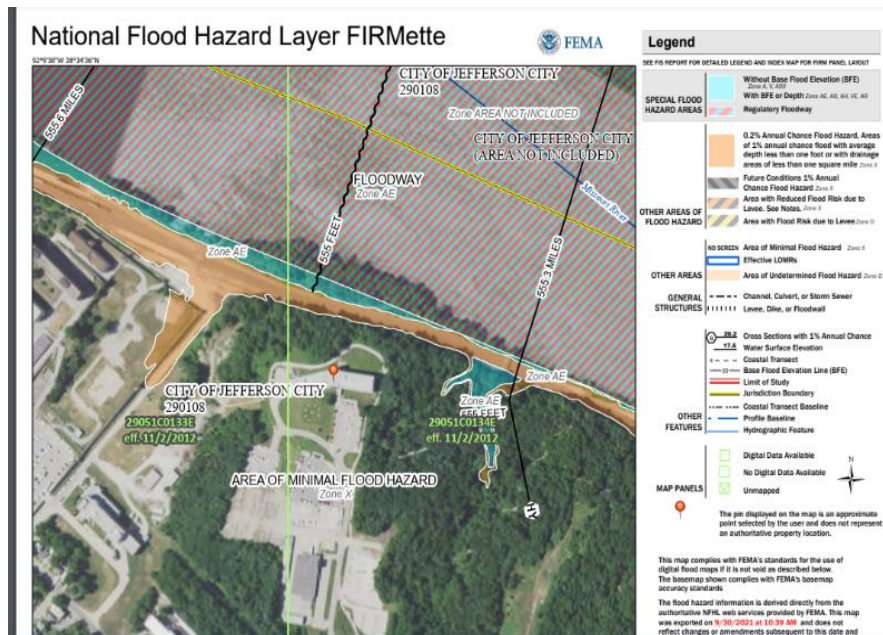 National Flood Hazard Layer FIRMette
FEMA
Legend
92°9'38"W 38°34'36"N
SEE FIS REPORT FOR DETAILED LEGEND AND INDEX MAP FOR FIRM PANEL LAYOUT
CITY OF JEFFERSON CITY
290108
Zone AREA NOT INCLUDED
CITY OF JEFFERSON CITY
(AREA NOT INCLUDED)
555.6 MILES
FLOODWAY
Zone AE
Missouri River
555 FEET
555.3 MILES
Zone AE
CITY OF JEFFERSON CITY
290108
29051C0133E
eff. 11/2/2012
Zone AE
Zone AE
FEET
29051C0134E
eff. 11/2/2012
AREA OF MINIMAL FLOOD HAZARD
Zone X
HY
SPECIAL FLOOD
HAZARD AREAS
Without Base Flood Elevation (BFE)
Zone A, V, A99
With BFE or Depth Zone AE, AO, AH, VE, AR
Regulatory Floodway
0.2% Annual Chance Flood Hazard, Areas
of 1% annual chance flood with average
depth less than one foot or with drainage
areas of less than one square mile Zone X
Future Conditions 1% Annual
Chance Flood Hazard Zone X
Area with Reduced Flood Risk due to
Levee. See Notes. Zone X
Area with Flood Risk due to Levee Zone D
OTHER AREAS OF
FLOOD HAZARD
NO SCREEN Area of Minimal Flood Hazard Zone X
Effective LOMRs
OTHER AREAS
Area of Undetermined Flood Hazard Zone D
GENERAL
STRUCTURES
Channel, Culvert, or Storm Sewer
Levee, Dike, or Floodwall
20.2 Cross Sections with 1% Annual Chance
17.5 Water Surface Elevation
Coastal Transect
Base Flood Elevation Line (BFE)
Limit of Study
Jurisdiction Boundary
Coastal Transect Baseline
OTHER
FEATURES
Profile Baseline
Hydrographic Feature
Digital Data Available
No Digital Data Available
MAP PANELS
Unmapped
N
The pin displayed on the map is an approximate
point selected by the user and does not represent
an authoritative property location.
This map complies with FEMA's standards for the use of
digital flood maps if it is not void as described below.
The basemap shown complies with FEMA's basemap
accuracy standards
The flood hazard information is derived directly from the
authoritative NFHL web services provided by FEMA. This map
was exported on 9/30/2021 at 10:39 AM and does not
reflect changes or amendments subsequent to this date and